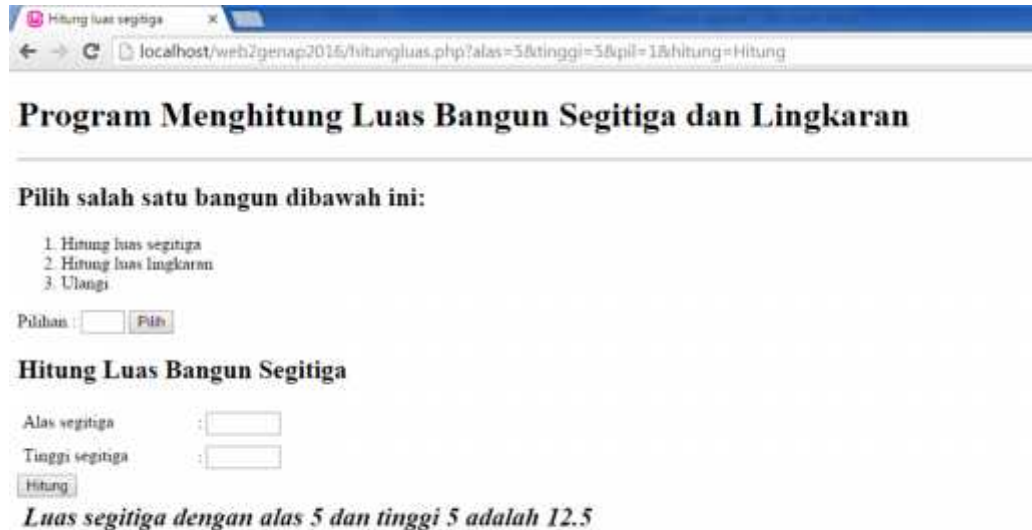 Hitung luas segitiga
localhost/web2genap2016/hitungluas.php?alas=5&tinggi=5&pil=1&hitung=Hitung
Program Menghitung Luas Bangun Segitiga dan Lingkaran
Pilih salah satu bangun dibawah ini:
1. Hitung luas segitiga
2. Hitung luas lingkaran
3. Ulangi
Pilihan : Pilih
Hitung Luas Bangun Segitiga
Alas segitiga :
Tinggi segitiga :
Hitung
Luas segitiga dengan alas 5 dan tinggi 5 adalah 12.5